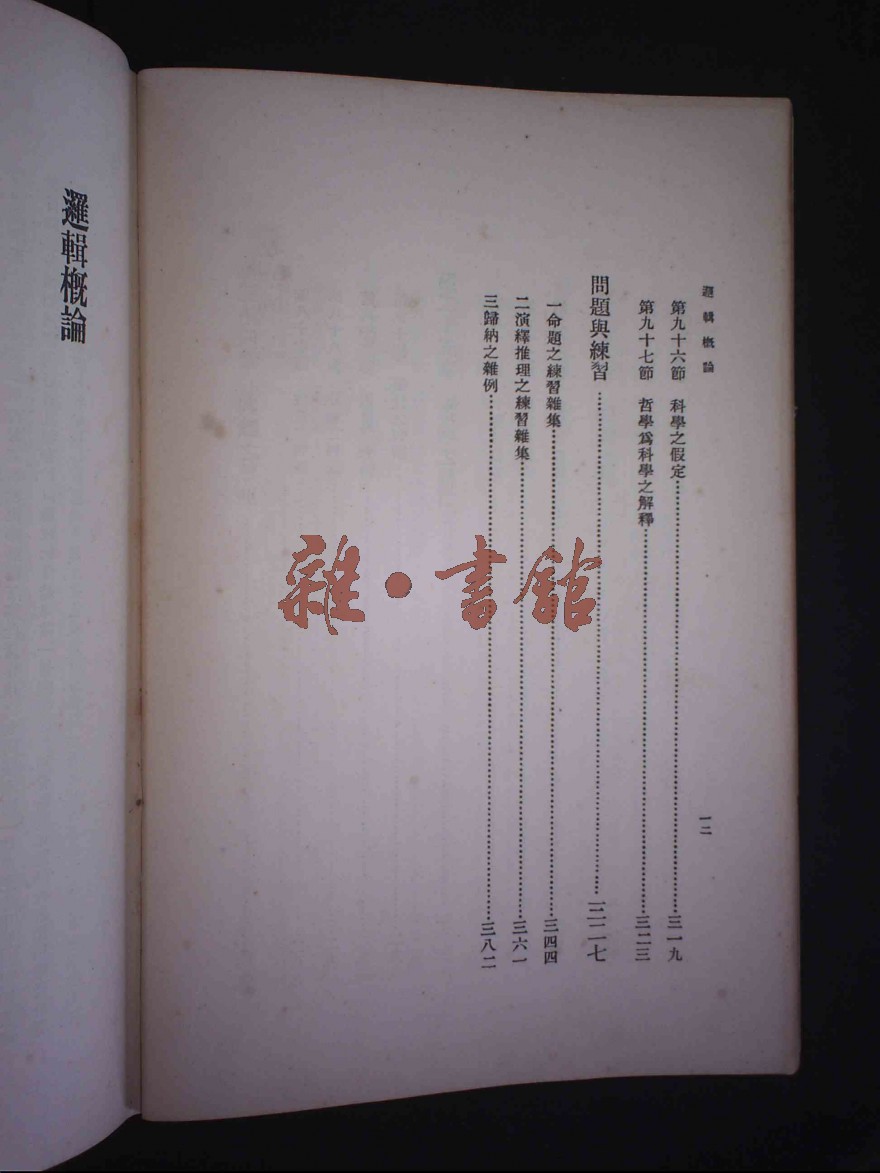 邏輯概論
第九十六節 科學之假定……三一九
第九十七節 哲學爲科學之解釋……三二三
問題與練習……三二七
一命題之練習雜集……三四四
二演繹推理之練習雜集……三六一
三歸納之雜例……三八二
一二
邏輯槪論
雜•書館